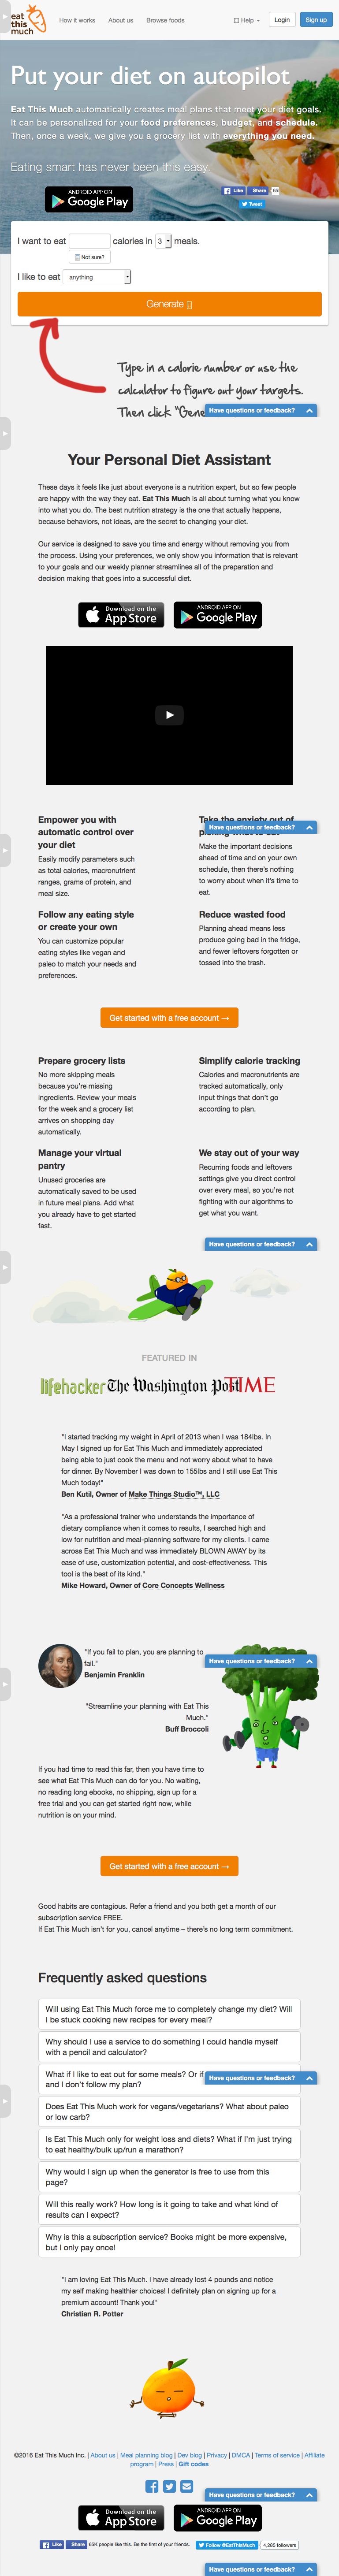 eat
this
much
How it works
About us
Browse foods
Help
Login
Sign up
Put your diet on autopilot
Eat This Much automatically creates meal plans that meet your diet goals.
It can be personalized for your food preferences, budget, and schedule.
Then, once a week, we give you a grocery list with everything you need.
Eating smart has never been this easy.
ANDROID APP ON
Google Play
Like
Share
65
Tweet
I want to eat
calories in
3
meals.
Not sure?
I like to eat
anything
Generate
Type in a calorie number or use the
calculator to figure out your targets.
Then click "Gene
Have questions or feedback?
Your Personal Diet Assistant
These days it feels like just about everyone is a nutrition expert, but so few people
are happy with the way they eat. Eat This Much is all about turning what you know
into what you do. The best nutrition strategy is the one that actually happens,
because behaviors, not ideas, are the secret to changing your diet.
Our service is designed to save you time and energy without removing you from
the process. Using your preferences, we only show you information that is relevant
to your goals and our weekly planner streamlines all of the preparation and
decision making that goes into a successful diet.
Download on the
App Store
ANDROID APP ON
Google Play
Empower you with
automatic control over
your diet
Easily modify parameters such
as total calories, macronutrient
ranges, grams of protein, and
meal size.
Take the anxiety out of
Have questions or feedback?
picking what to eat
Make the important decisions
ahead of time and on your own
schedule, then there's nothing
to worry about when it's time to
eat.
Follow any eating style
or create your own
You can customize popular
eating styles like vegan and
paleo to match your needs and
preferences.
Reduce wasted food
Planning ahead means less
produce going bad in the fridge,
and fewer leftovers forgotten or
tossed into the trash.
Get started with a free account →
Prepare grocery lists
No more skipping meals
because you're missing
ingredients. Review your meals
for the week and a grocery list
arrives on shopping day
automatically.
Simplify calorie tracking
Calories and macronutrients are
tracked automatically, only
input things that don't go
according to plan.
Manage your virtual
pantry
Unused groceries are
automatically saved to be used
in future meal plans. Add what
you already have to get started
fast.
We stay out of your way
Recurring foods and leftovers
settings give you direct control
over every meal, so you're not
fighting with our algorithms to
get what you want.
Have questions or feedback?
FEATURED IN
lifehacker
The Washington Post
TIME
"I started tracking my weight in April of 2013 when I was 184lbs. In
May I signed up for Eat This Much and immediately appreciated
being able to just cook the menu and not worry about what to have
for dinner. By November I was down to 155lbs and I still use Eat This
Much today!"
Ben Kutil, Owner of Make Things Studio™, LLC
"As a professional trainer who understands the importance of
dietary compliance when it comes to results, I searched high and
low for nutrition and meal-planning software for my clients. I came
across Eat This Much and was immediately BLOWN AWAY by its
ease of use, customization potential, and cost-effectiveness. This
tool is the best of its kind."
Mike Howard, Owner of Core Concepts Wellness
"If you fail to plan, you are planning to
fail."
Benjamin Franklin
Have questions or feedback?
"Streamline your planning with Eat This
Much."
Buff Broccoli
If you had time to read this far, then you have time to
see what Eat This Much can do for you. No waiting,
no reading long ebooks, no shipping, sign up for a
free trial and you can get started right now, while
nutrition is on your mind.
Get started with a free account →
Good habits are contagious. Refer a friend and you both get a month of our
subscription service FREE.
If Eat This Much isn't for you, cancel anytime – there's no long term commitment.
Frequently asked questions
Will using Eat This Much force me to completely change my diet? Will
I be stuck cooking new recipes for every meal?
Why should I use a service to do something I could handle myself
with a pencil and calculator?
What if I like to eat out for some meals? Or if
Have questions or feedback?
and I don't follow my plan?
Does Eat This Much work for vegans/vegetarians? What about paleo
or low carb?
Is Eat This Much only for weight loss and diets? What if I'm just trying
to eat healthy/bulk up/run a marathon?
Why would I sign up when the generator is free to use from this
page?
Will this really work? How long is it going to take and what kind of
results can I expect?
Why is this a subscription service? Books might be more expensive,
but I only pay once!
"I am loving Eat This Much. I have already lost 4 pounds and notice
my self making healthier choices! I definitely plan on signing up for a
premium account! Thank you!"
Christian R. Potter
©2016 Eat This Much Inc. | About us | Meal planning blog | Dev blog | Privacy | DMCA | Terms of service | Affiliate
program | Press | Gift codes
Have questions or feedback?
Download on the
App Store
ANDROID APP ON
Google Play
Like
Share
65K people like this. Be the first of your friends.
Follow @EatThisMuch
4,285 followers
Have questions or feedback?